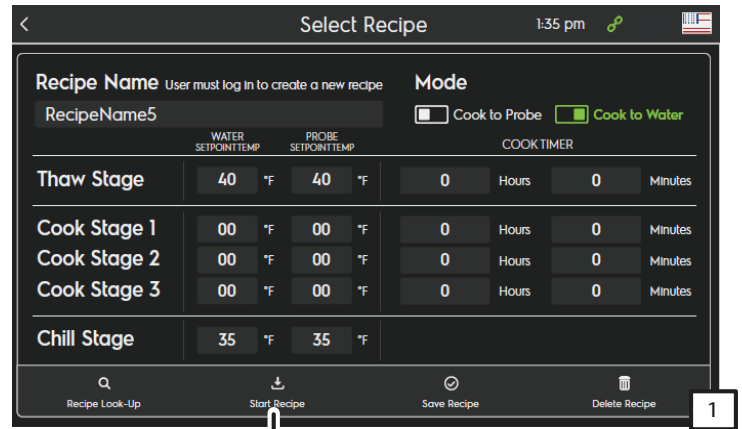 < Select Recipe 1:35 pm
Recipe Name User must log in to create a new recipe Mode
RecipeName5 Cook to Probe Cook to Water
WATER SETPOINT TEMP PROBE SETPOINT TEMP COOK TIMER
Thaw Stage 40 °F 40 °F 0 Hours 0 Minutes
Cook Stage 1 00 °F 00 °F 0 Hours 0 Minutes
Cook Stage 2 00 °F 00 °F 0 Hours 0 Minutes
Cook Stage 3 00 °F 00 °F 0 Hours 0 Minutes
Chill Stage 35 °F 35 °F
Recipe Look-Up Start Recipe Save Recipe Delete Recipe
1